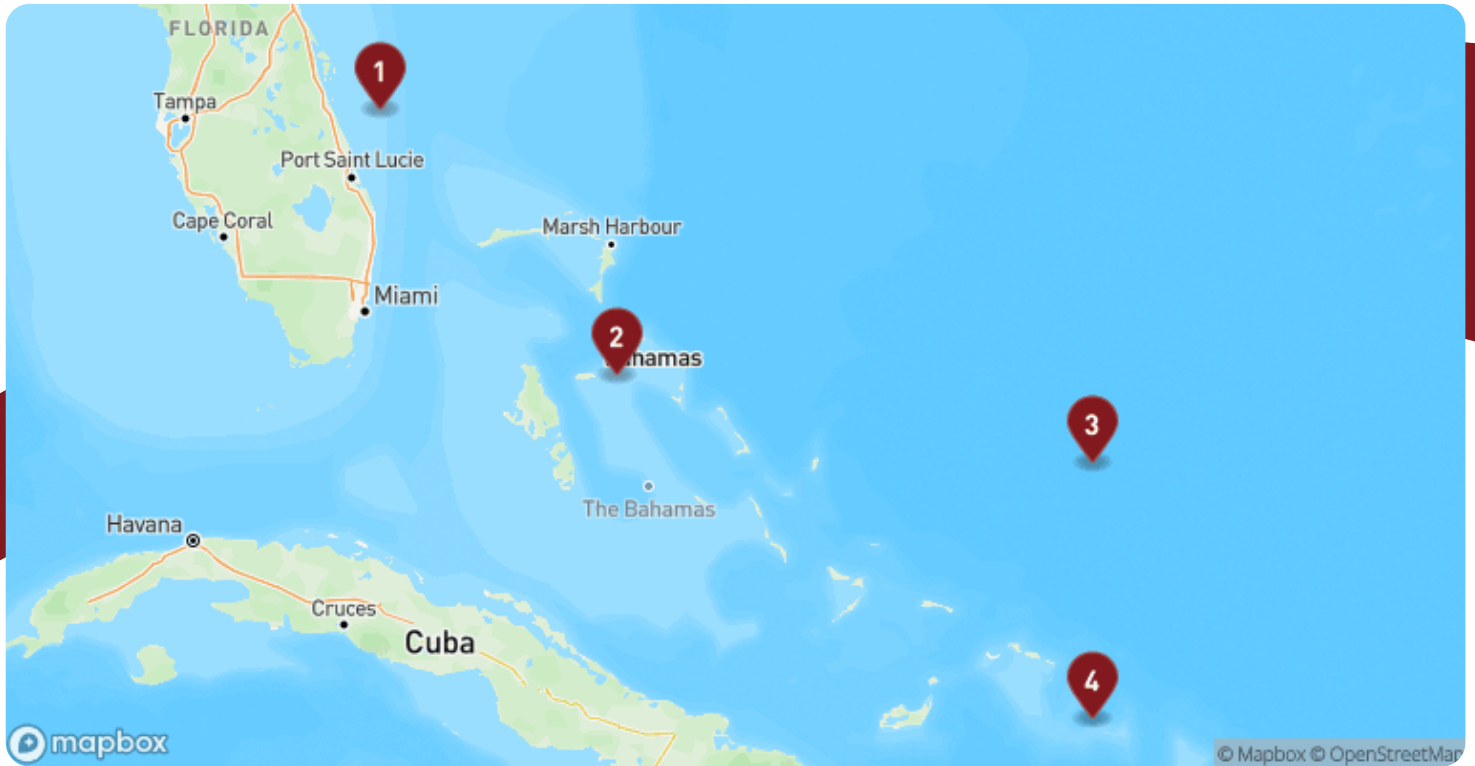 FLORIDA
1
Tampa
Port Saint Lucie
Cape Coral
Marsh Harbour
Miami
2
ahamas
3
The Bahamas
Havana
Cruces
Cuba
4
mapbox
© Mapbox © OpenStreetMap